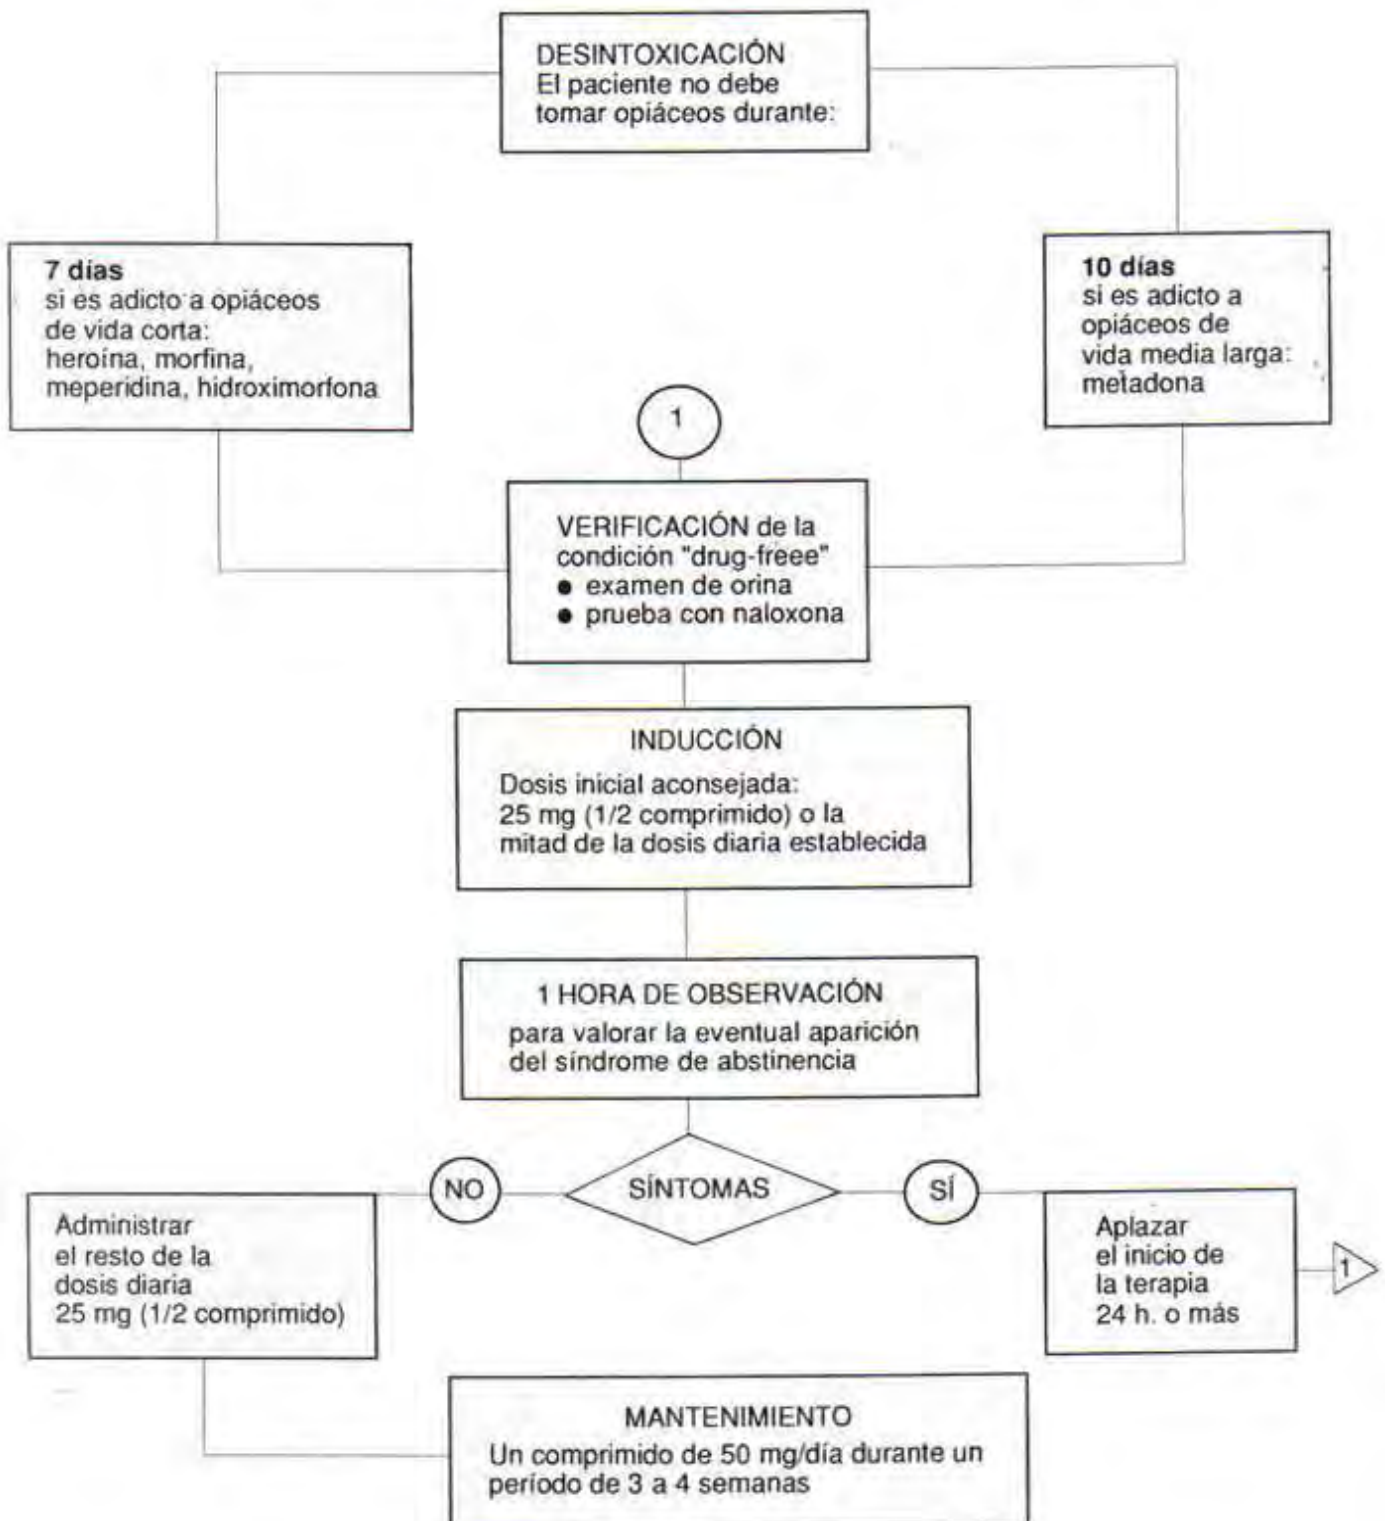 DESINTOXICACIÓN
El paciente no debe
tomar opiáceos durante:
7 días
si es adicto a opiáceos
de vida corta:
heroína, morfina,
meperidina, hidroximorfona
10 días
si es adicto a
opiáceos de
vida media larga:
metadona
1
VERIFICACIÓN de la
condición "drug-freee"
● examen de orina
● prueba con naloxona
INDUCCIÓN
Dosis inicial aconsejada:
25 mg (1/2 comprimido) o la
mitad de la dosis diaria establecida
1 HORA DE OBSERVACIÓN
para valorar la eventual aparición
del síndrome de abstinencia
NO
SÍNTOMAS
SÍ
Administrar
el resto de la
dosis diaria
25 mg (1/2 comprimido)
Aplazar
el inicio de
la terapia
24 h. o más
1
MANTENIMIENTO
Un comprimido de 50 mg/día durante un
período de 3 a 4 semanas